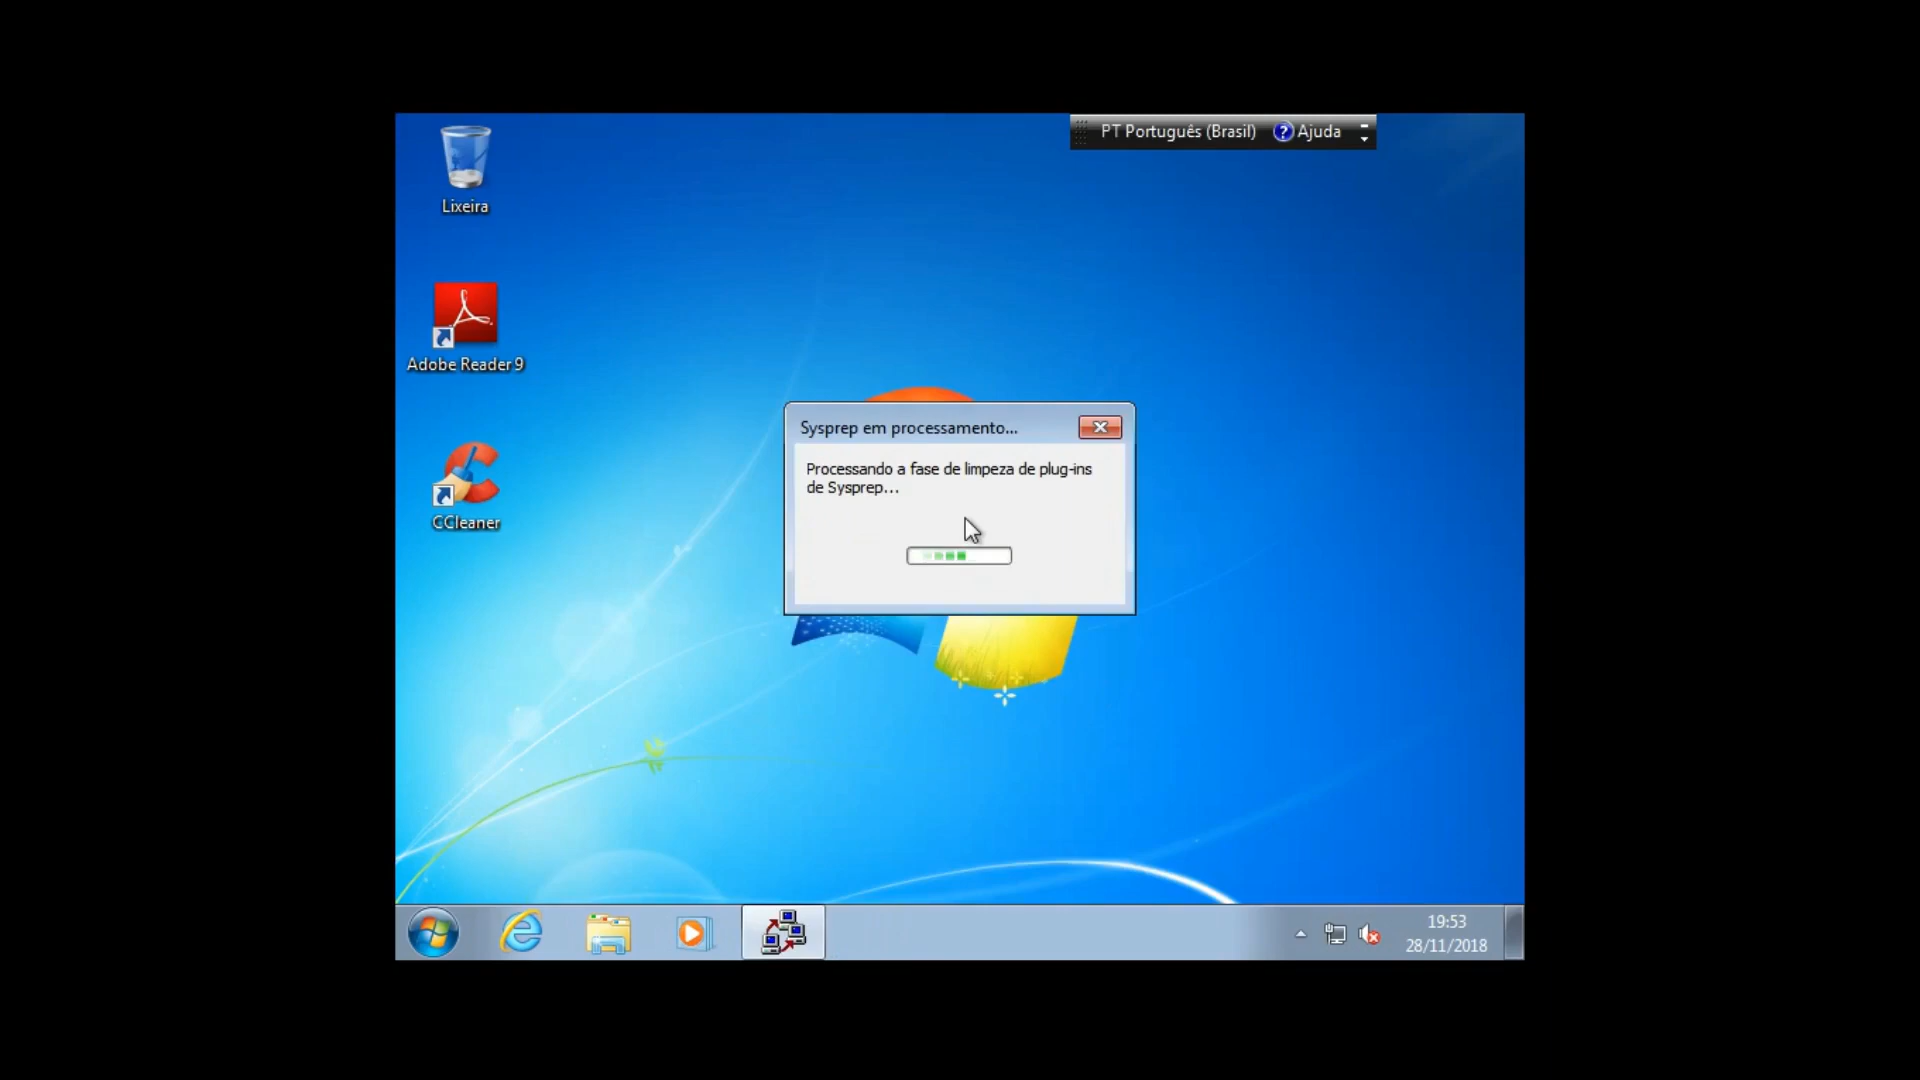 PT Português (Brasil) ? Ajuda
Lixeira
Adobe Reader 9
CCleaner
Sysprep em processamento...
Processando a fase de limpeza de plug-ins
de Sysprep...
19:53
28/11/2018